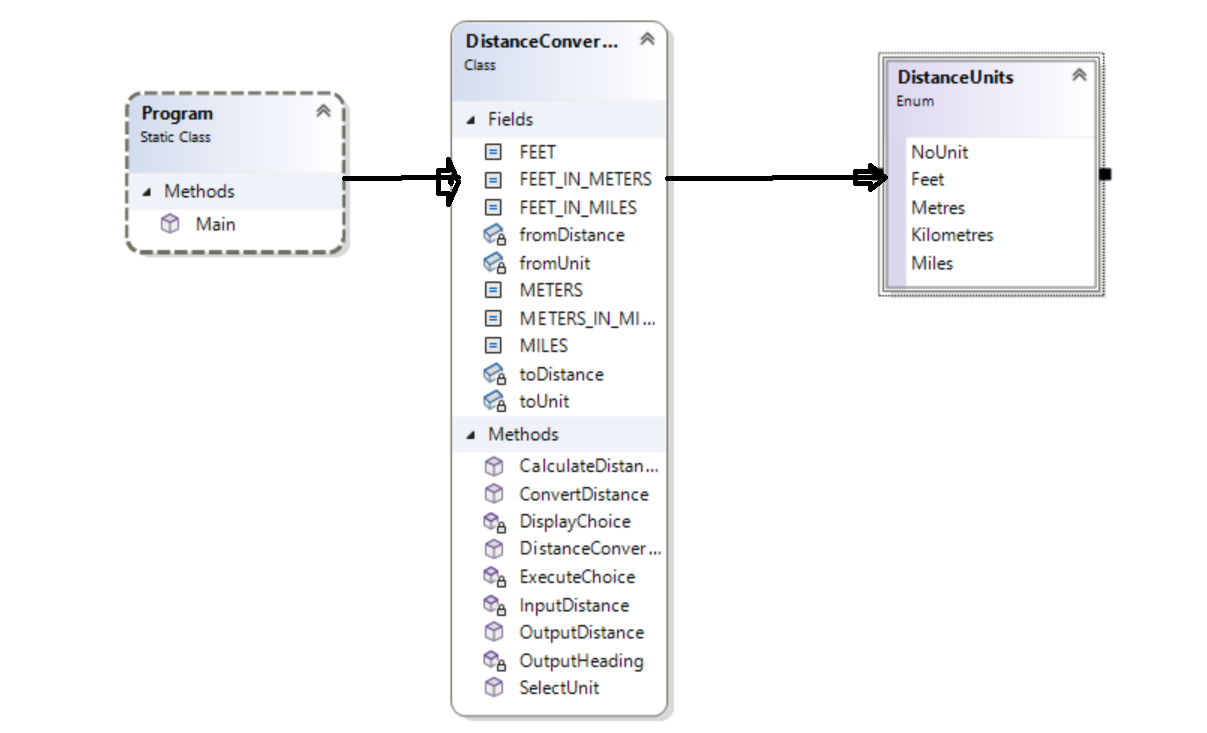 Program
Static Class
Methods
Main
DistanceConver...
Class
Fields
FEET
FEET_IN_METERS
FEET_IN_MILES
fromDistance
fromUnit
METERS
METERS_IN_MI...
MILES
toDistance
toUnit
Methods
CalculateDistan...
ConvertDistance
DisplayChoice
DistanceConver...
ExecuteChoice
InputDistance
OutputDistance
OutputHeading
SelectUnit
DistanceUnits
Enum
NoUnit
Feet
Metres
Kilometres
Miles